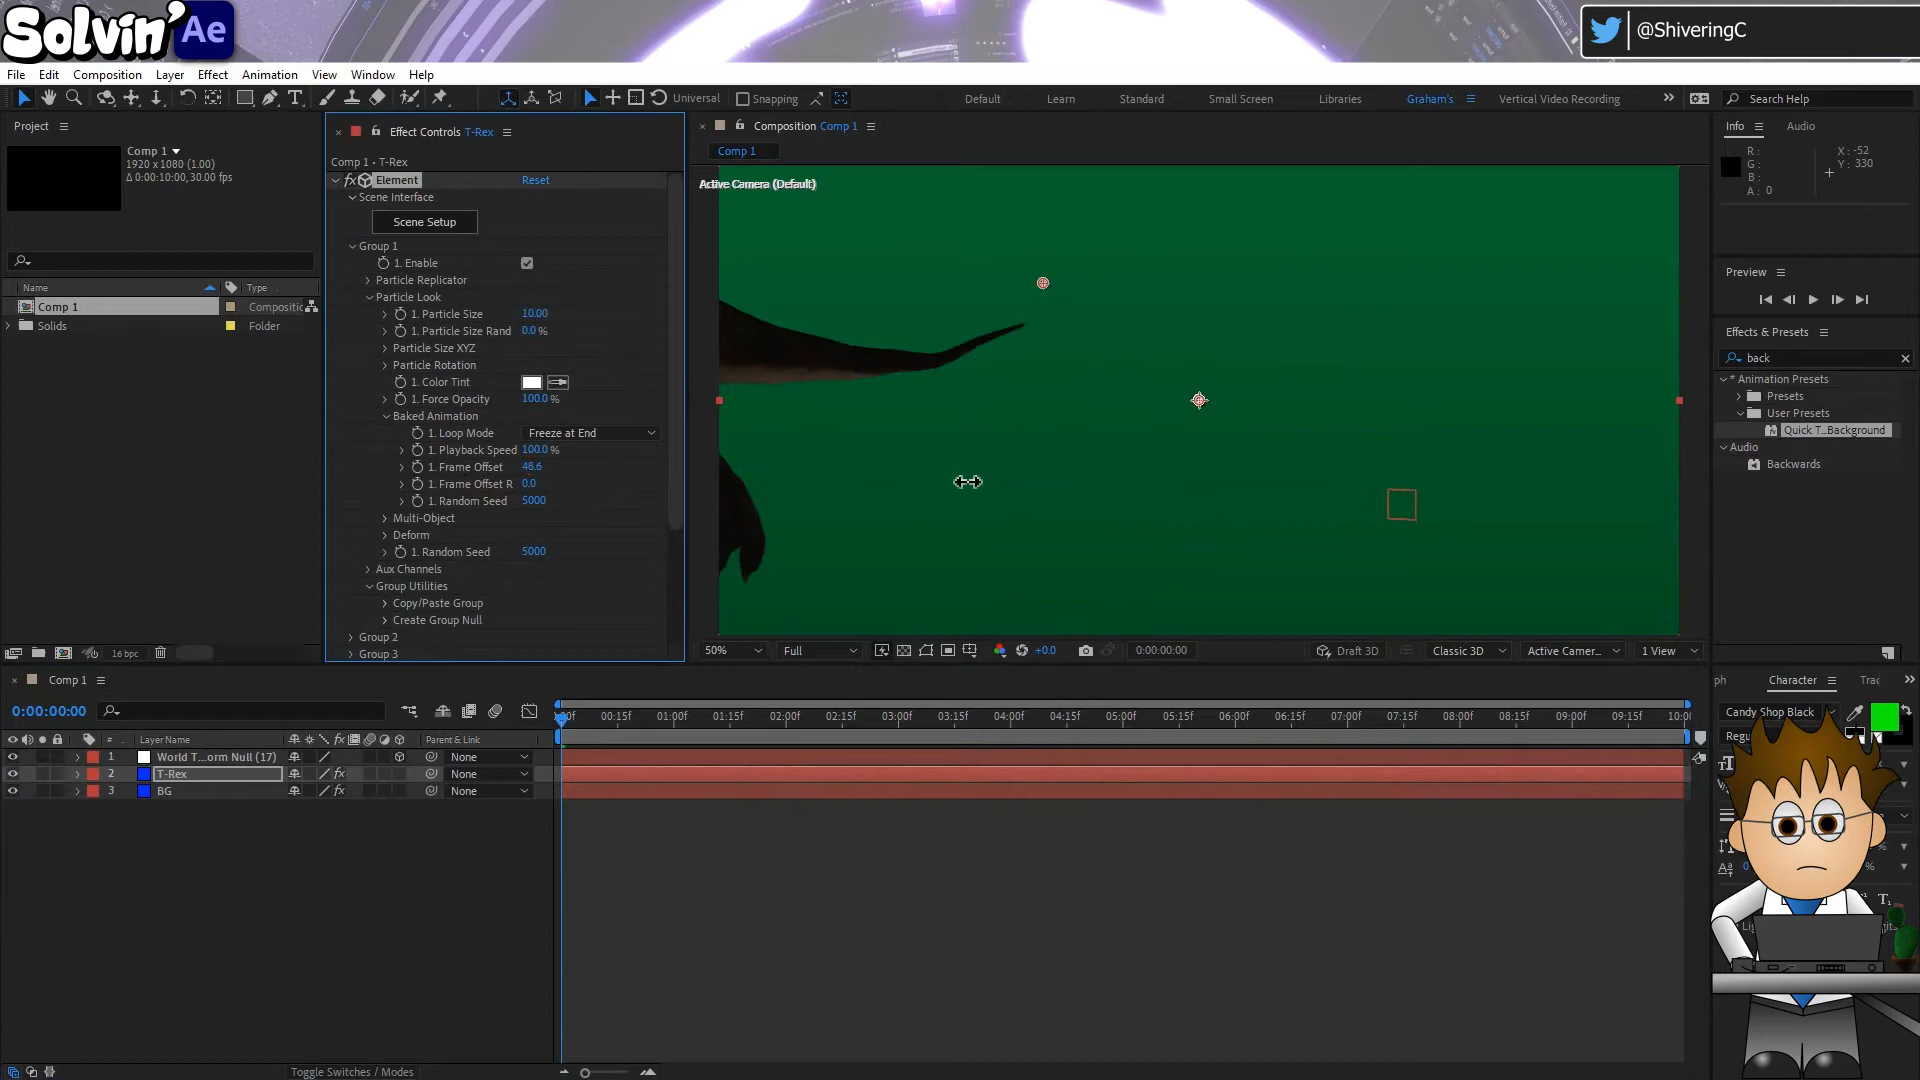 Solvin' Ae
@ShiveringC
File Edit Composition Layer Effect Animation View Window Help
Universal Snapping Default Learn Standard Small Screen Libraries Graham's Vertical Video Recording Search Help
Project
Comp 1
1920 x 1080 (1.00)
Δ 0:00:10:00, 30.00 fps
Name Type
Comp 1 Compositic
Solids Folder
16 bpc
Effect Controls T-Rex
Comp 1 • T-Rex
fx Element Reset
Scene Interface
Scene Setup
Group 1
1. Enable
Particle Replicator
Particle Look
1. Particle Size 10.00
1. Particle Size Rand 0.0 %
Particle Size XYZ
Particle Rotation
1. Color Tint
1. Force Opacity 100.0 %
Baked Animation
1. Loop Mode Freeze at End
1. Playback Speed 100.0 %
1. Frame Offset 48.6
1. Frame Offset R 0.0
1. Random Seed 5000
Multi-Object
Deform
1. Random Seed 5000
Aux Channels
Group Utilities
Copy/Paste Group
Create Group Null
Group 2
Group 3
Composition Comp 1
Comp 1
Active Camera (Default)
50% Full +0.0 0:00:00:00 Draft 3D Classic 3D Active Camer... 1 View
Info Audio
R :
G :
B :
A : 0
X : -52
Y : 330
Preview
Effects & Presets
back
* Animation Presets
Presets
User Presets
Quick T...Background
Audio
Backwards
ph Character Trac
Candy Shop Black
Regu
Comp 1
0:00:00:00
:00f 00:15f 01:00f 01:15f 02:00f 02:15f 03:00f 03:15f 04:00f 04:15f 05:00f 05:15f 06:00f 06:15f 07:00f 07:15f 08:00f 08:15f 09:00f 09:15f 10:0
# Layer Name fx Parent & Link
1 World T...orm Null (17) None
2 T-Rex fx None
3 BG fx None
Toggle Switches / Modes